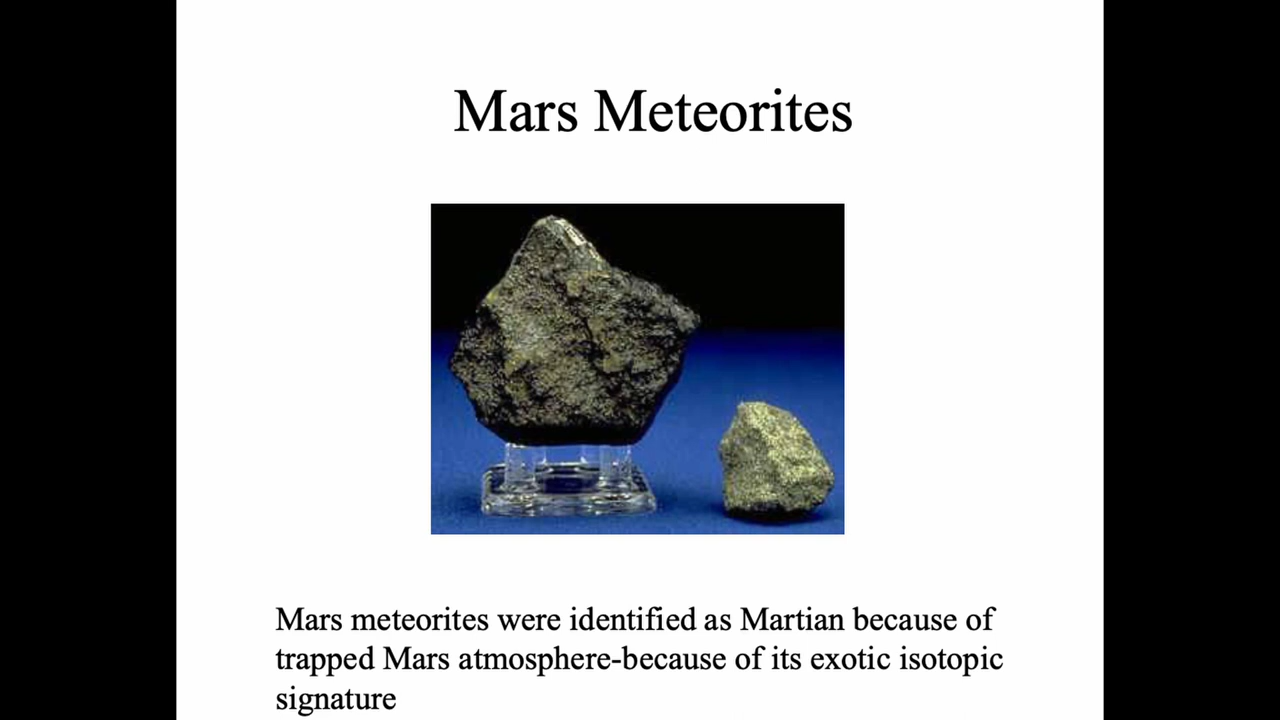 Mars Meteorites
Mars meteorites were identified as Martian because of
trapped Mars atmosphere-because of its exotic isotopic
signature